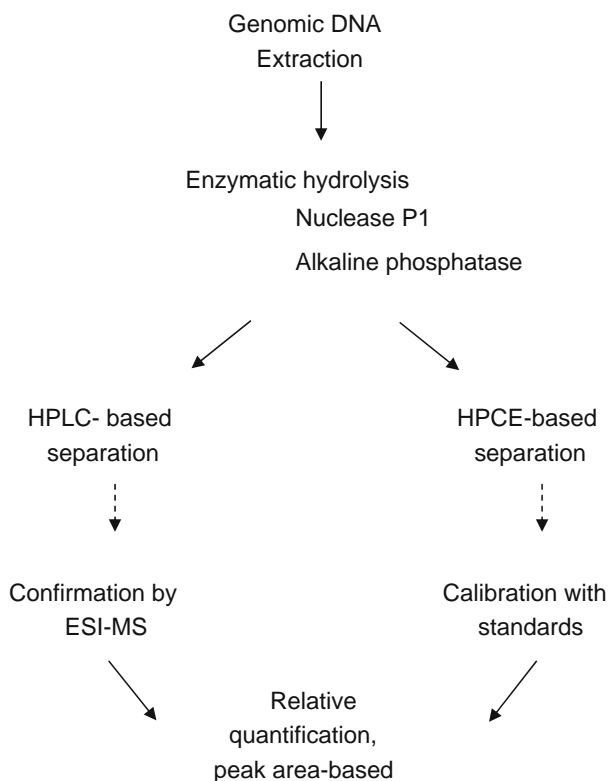 Genomic DNA
Extraction
Enzymatic hydrolysis
Nuclease P1
Alkaline phosphatase
HPLC- based
separation
HPCE-based
separation
Confirmation by
ESI-MS
Calibration with
standards
Relative
quantification,
peak area-based